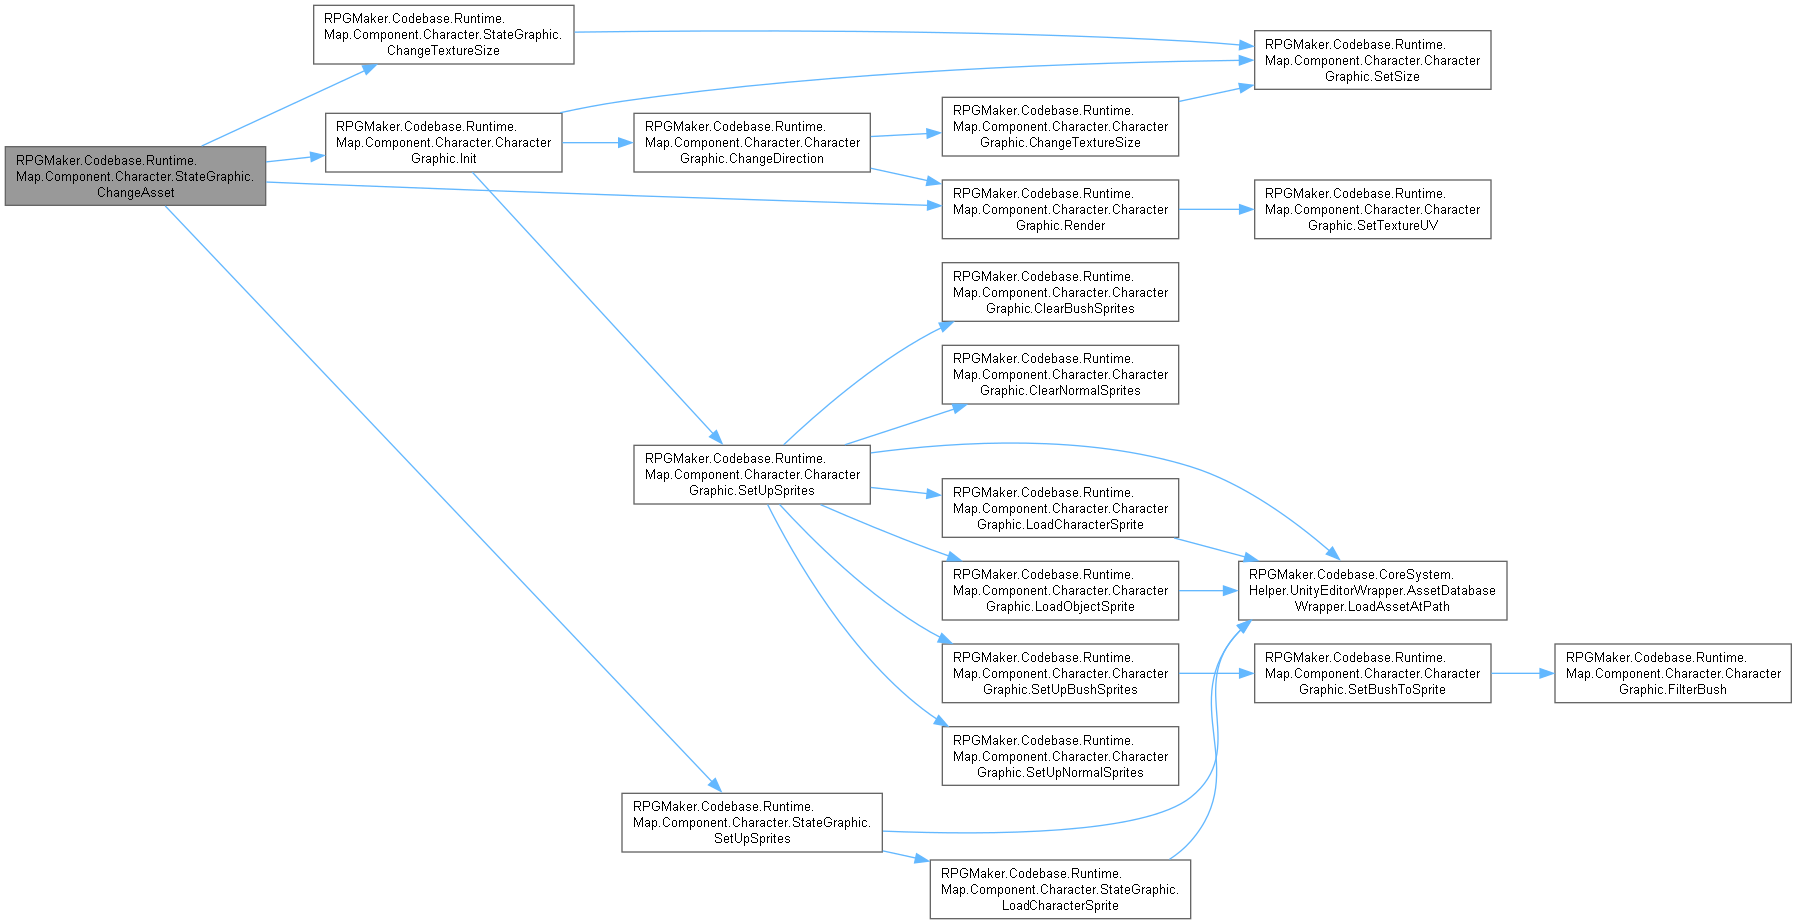 RPGMaker.Codebase.Runtime.
Map.Component.Character.StateGraphic.
ChangeAsset
RPGMaker.Codebase.Runtime.
Map.Component.Character.StateGraphic.
ChangeTextureSize
RPGMaker.Codebase.Runtime.
Map.Component.Character.Character
Graphic.Init
RPGMaker.Codebase.Runtime.
Map.Component.Character.Character
Graphic.ChangeDirection
RPGMaker.Codebase.Runtime.
Map.Component.Character.Character
Graphic.ChangeTextureSize
RPGMaker.Codebase.Runtime.
Map.Component.Character.Character
Graphic.SetSize
RPGMaker.Codebase.Runtime.
Map.Component.Character.Character
Graphic.Render
RPGMaker.Codebase.Runtime.
Map.Component.Character.Character
Graphic.SetTextureUV
RPGMaker.Codebase.Runtime.
Map.Component.Character.Character
Graphic.ClearBushSprites
RPGMaker.Codebase.Runtime.
Map.Component.Character.Character
Graphic.ClearNormalSprites
RPGMaker.Codebase.Runtime.
Map.Component.Character.Character
Graphic.SetUpSprites
RPGMaker.Codebase.Runtime.
Map.Component.Character.Character
Graphic.LoadCharacterSprite
RPGMaker.Codebase.Runtime.
Map.Component.Character.Character
Graphic.LoadObjectSprite
RPGMaker.Codebase.CoreSystem.
Helper.UnityEditorWrapper.AssetDatabase
Wrapper.LoadAssetAtPath
RPGMaker.Codebase.Runtime.
Map.Component.Character.Character
Graphic.SetUpBushSprites
RPGMaker.Codebase.Runtime.
Map.Component.Character.Character
Graphic.SetBushToSprite
RPGMaker.Codebase.Runtime.
Map.Component.Character.Character
Graphic.FilterBush
RPGMaker.Codebase.Runtime.
Map.Component.Character.Character
Graphic.SetUpNormalSprites
RPGMaker.Codebase.Runtime.
Map.Component.Character.StateGraphic.
SetUpSprites
RPGMaker.Codebase.Runtime.
Map.Component.Character.StateGraphic.
LoadCharacterSprite